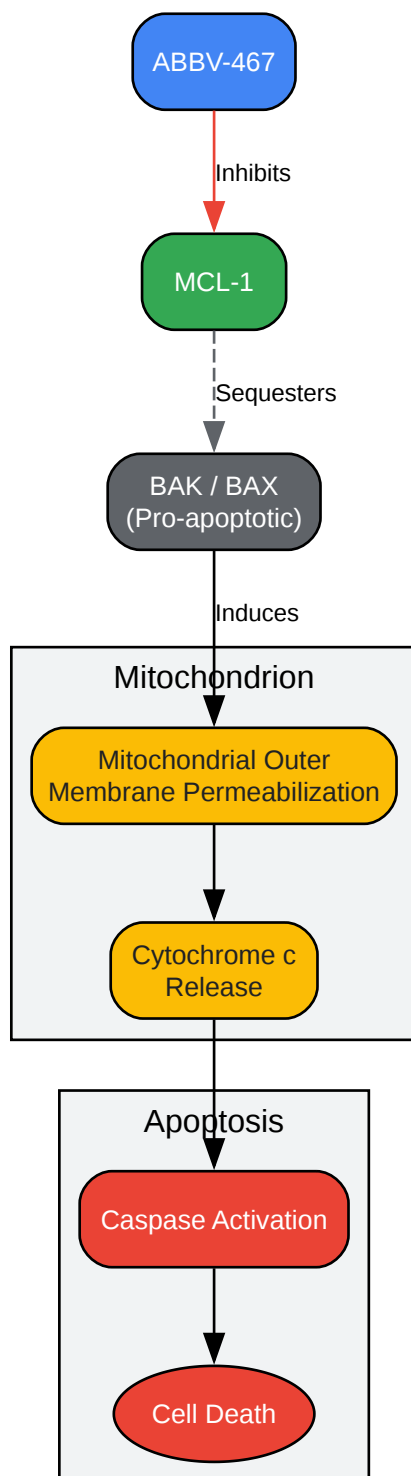 ABBV-467
Inhibits
MCL-1
Sequesters
BAK / BAX
(Pro-apoptotic)
Induces
Mitochondrion
Mitochondrial Outer
Membrane Permeabilization
Cytochrome c
Release
Apoptosis
Caspase Activation
Cell Death